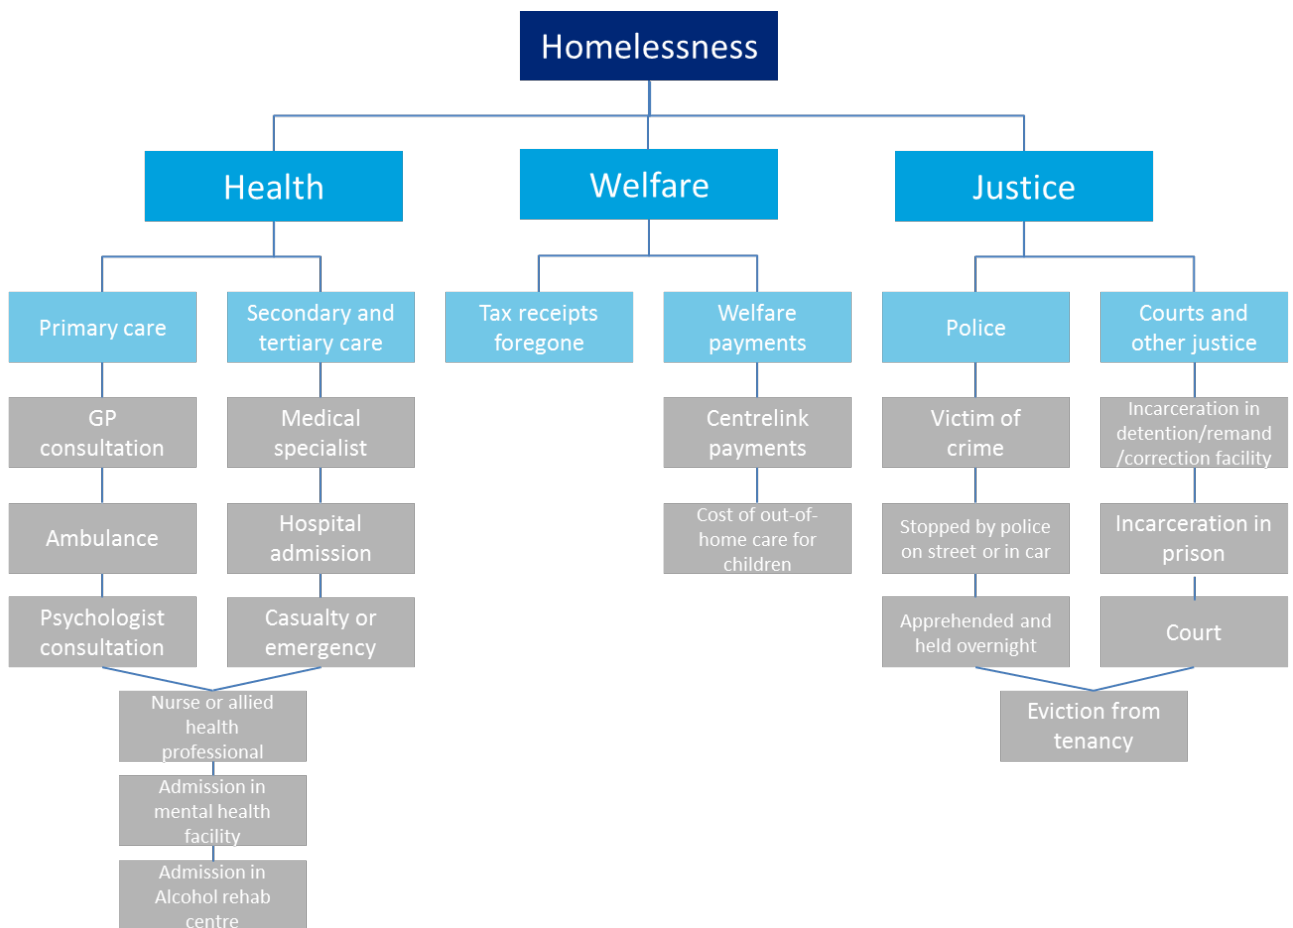 Homelessness
Health
Welfare
Justice
Primary care
Secondary and
tertiary care
Tax receipts
foregone
Welfare
payments
Police
Courts and
other justice
GP
consultation
Medical
specialist
Centrelink
payments
Victim of
crime
Incarceration in
detention/remand
/correction facility
Ambulance
Hospital
admission
Cost of out-of-
home care for
children
Stopped by police
on street or in car
Incarceration in
prison
Psychologist
consultation
Casualty or
emergency
Apprehended and
held overnight
Court
Nurse or allied
health
professional
Eviction from
tenancy
Admission in
mental health
facility
Admission in
Alcohol rehab
centre